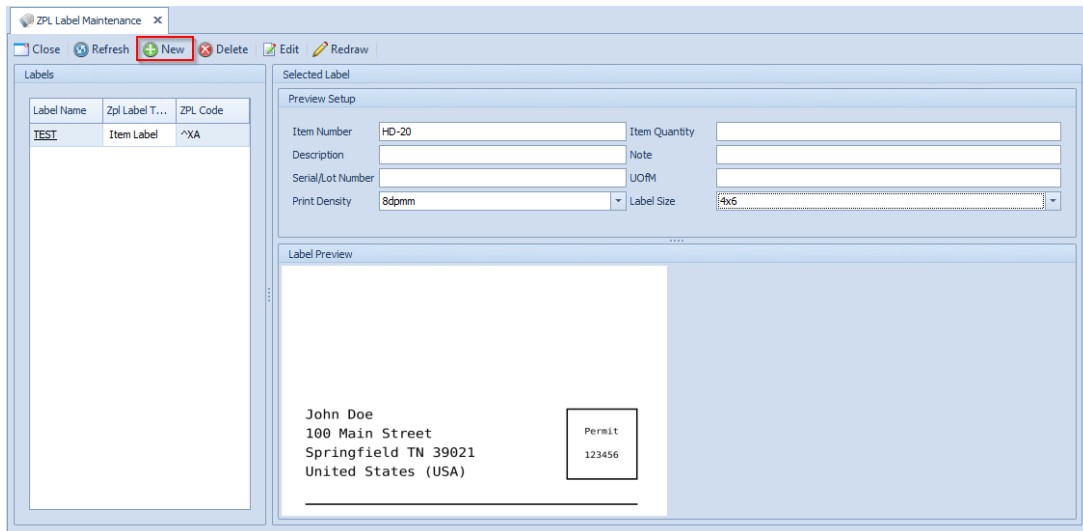 ZPL Label Maintenance
Close Refresh New Delete Edit Redraw
Labels
Label Name Zpl Label T... ZPL Code
TEST Item Label ^XA
Selected Label
Preview Setup
Item Number HD-20 Item Quantity
Description Note
Serial/Lot Number UOfM
Print Density 8dpmm Label Size 4x6
Label Preview
John Doe
100 Main Street
Springfield TN 39021
United States (USA)
Permit
123456